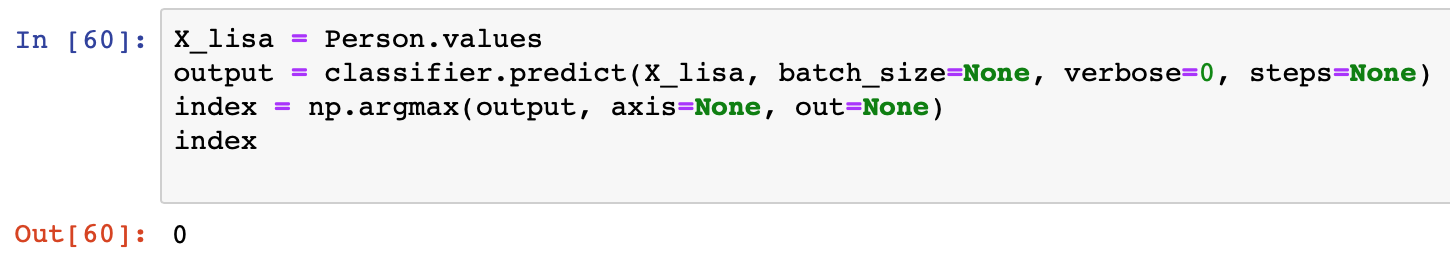 In [60]: X_lisa = Person.values
output = classifier.predict(X_lisa, batch_size=None, verbose=0, steps=None)
index = np.argmax(output, axis=None, out=None)
index
Out[60]: 0